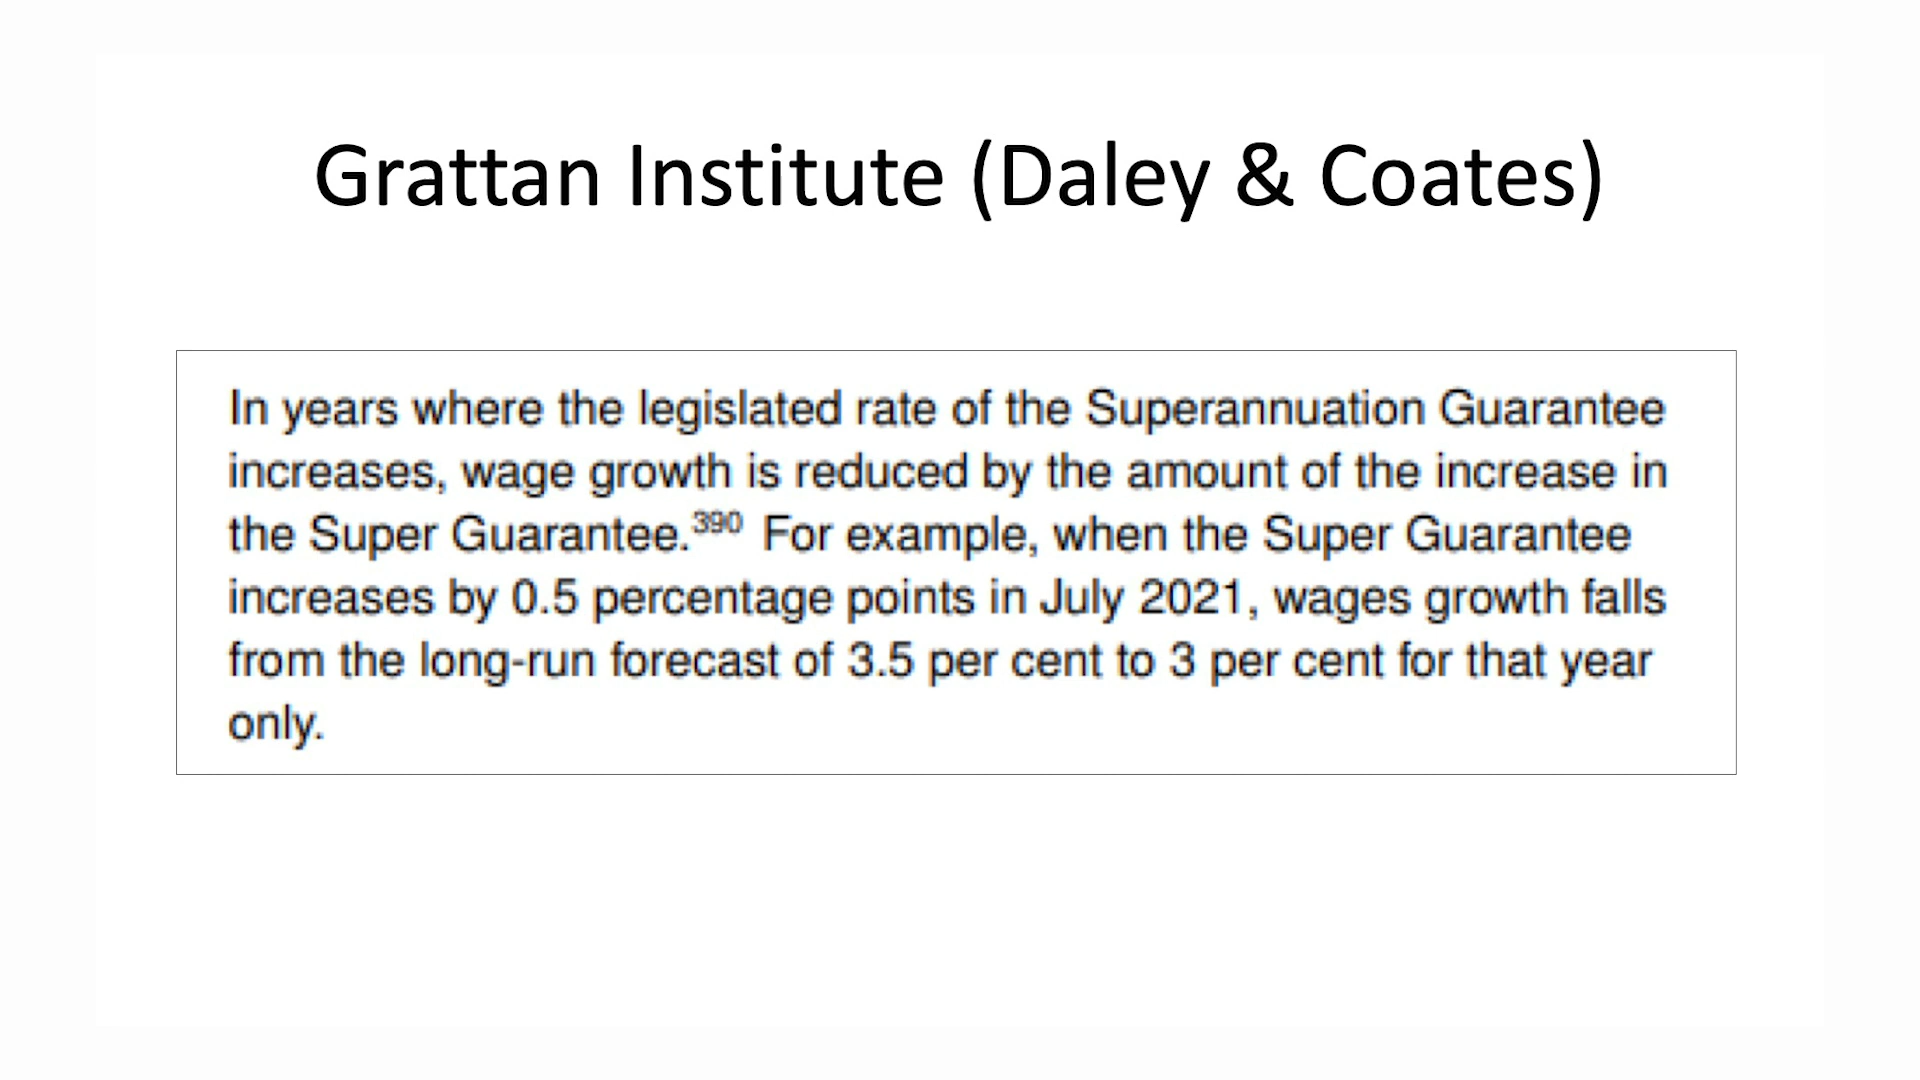 Grattan Institute (Daley & Coates)
In years where the legislated rate of the Superannuation Guarantee
increases, wage growth is reduced by the amount of the increase in
the Super Guarantee.390 For example, when the Super Guarantee
increases by 0.5 percentage points in July 2021, wages growth falls
from the long-run forecast of 3.5 per cent to 3 per cent for that year
only.